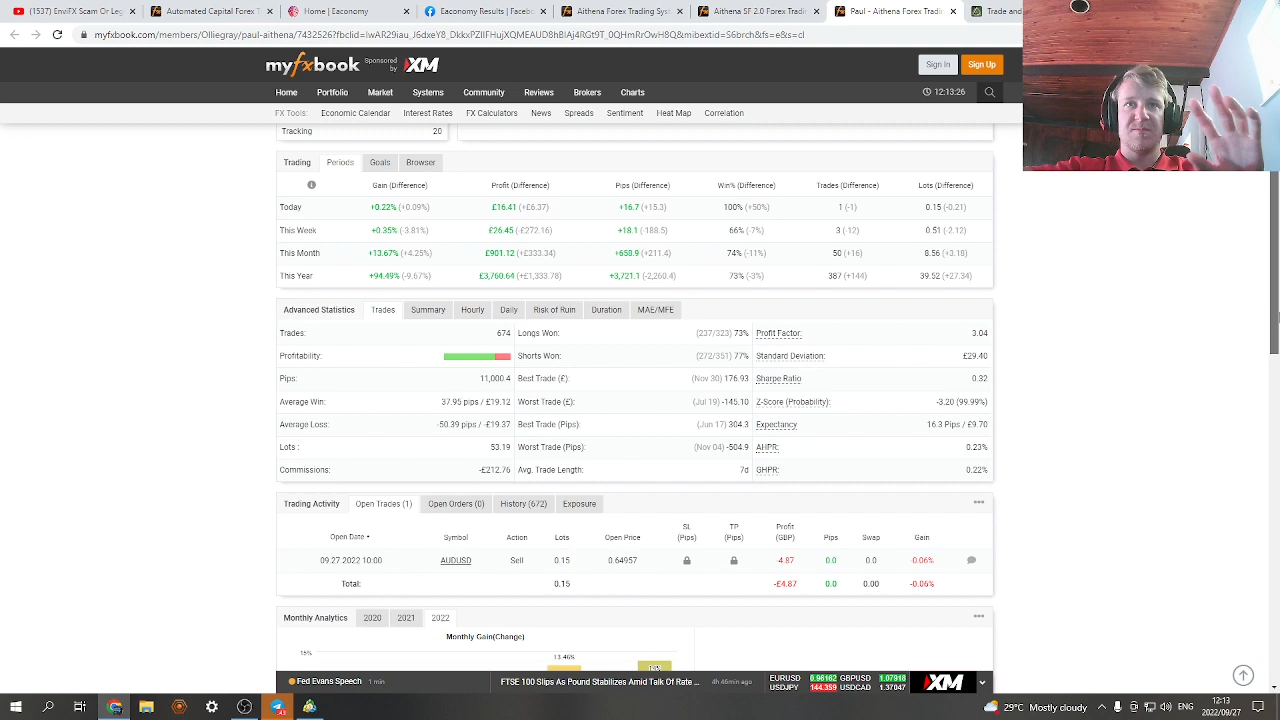 (1537) EnviFX Scam Or Leg
Automated Capital Forex T
Home | Eaconomy
Eaconomy Results | Facebo
Aithena Forex Trading Syst
Aithena SF 2.0 Forex Tradi
Paul - Aithena Forex Tradin
Trade and
myfxbook sponsored by XM
Sign In Sign Up
Home Portfolio Market Systems Community Reviews Brokers Charts 12:13:26
FX Tools: Economic Calendar Interest Rates FX Calculators News Spreads Sentiment Heat Map Correlation
Tracking 20
Trading Periods Goals Browser
Gain (Difference) Profit (Difference) Pips (Difference) Win% (Difference) Trades (Difference) Lots (Difference)
Today +0.22% (+0.09%) £16.41 (+£6.37) +16.7 (+15.3) 100% (+50%) 1 (-1) 0.15 (-0.21)
This Week +0.35% (-3.81%) £26.45 (-£272.16) +18.1 (-188.5) 66% (-7%) 3 (-12) 0.51 (-2.12)
This Month +13.67% (+4.25%) £901.12 (+£333.34) +658.9 (+211.4) 74% (-11%) 50 (+16) 8.56 (+3.18)
This Year +94.49% (-9.67%) £3,760.64 (+£1,333.78) +3,721.1 (-2,260.4) 73% (-3%) 387 (+144) 39.52 (+27.34)
Advanced Statistics Trades Summary Hourly Daily Risk of Ruin Duration MAE/MFE
Trades: 674 Longs Won: (237/323) 73% Profit Factor: 3.04
Profitability: Shorts Won: (272/351) 77% Standard Deviation: £29.40
Pips: 11,000.4 Best Trade (£): (Nov 30) 176.93 Sharpe Ratio 0.32
Average Win: 37.95 pips / £19.12 Worst Trade (£): (Jul 19) -145.10 Z-Score (Probability): -3.20 (99.99%)
Average Loss: -50.39 pips / -£19.37 Best Trade (Pips): (Jun 17) 304.3 Expectancy 16.3 Pips / £9.70
Lots : 53.19 Worst Trade (Pips): (Nov 04) -504.9 AHPR: 0.23%
Commissions: -£212.76 Avg. Trade Length: 7d GHPR: 0.22%
Trading Activity Open Trades (1) Open Orders (0) History (672) Exposure
Open Date Symbol Action Lots Open Price SL (Pips) TP (Pips) Profit (GBP) Pips Swap Gain
09.27.2022 10:00 AUDUSD Sell 0.15 0.64957 -4.87 0.0 0.0 -0.06%
Total: 0.15 -£4.87 0.0 0.00 -0.06%
Monthly Analytics 2020 2021 2022
Monthly Gain(Change)
15%
13.46%
Fed Evans Speech 1 min FTSE 100 Slips As Pound Stabilizes Amid Talk Of Rate ... 4h 46min ago EURUSD 0.96162 GBPUSD 1.07918 XM
144.359 USDCAD 1.37047
ENG 12:13
2022/09/27